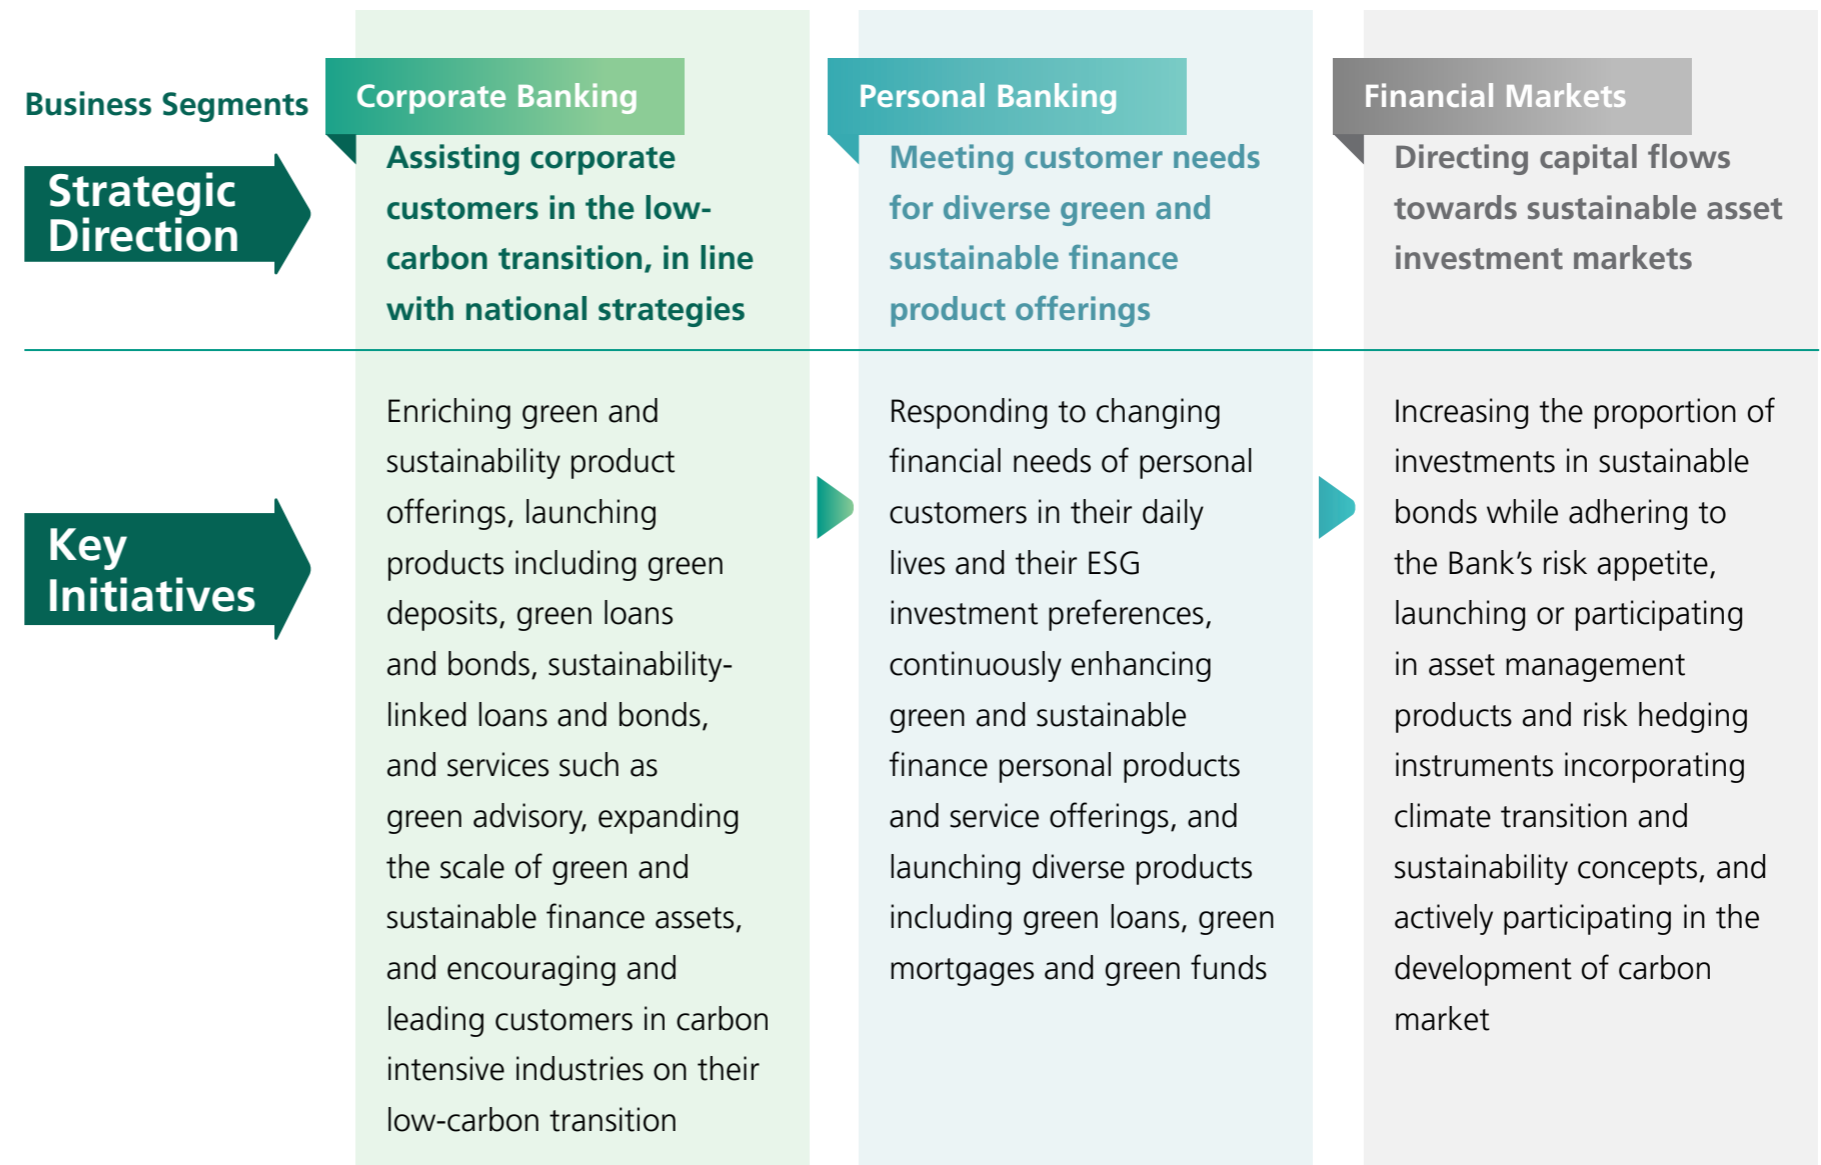 Business Segments
Corporate Banking
Personal Banking
Financial Markets
Strategic
Direction
Assisting corporate
customers in the low-
carbon transition, in line
with national strategies
Meeting customer needs
for diverse green and
sustainable finance
product offerings
Directing capital flows
towards sustainable asset
investment markets
Key
Initiatives
Enriching green and
sustainability product
offerings, launching
products including green
deposits, green loans
and bonds, sustainability-
linked loans and bonds,
and services such as
green advisory, expanding
the scale of green and
sustainable finance assets,
and encouraging and
leading customers in carbon
intensive industries on their
low-carbon transition
Responding to changing
financial needs of personal
customers in their daily
lives and their ESG
investment preferences,
continuously enhancing
green and sustainable
finance personal products
and service offerings, and
launching diverse products
including green loans, green
mortgages and green funds
Increasing the proportion of
investments in sustainable
bonds while adhering to
the Bank’s risk appetite,
launching or participating
in asset management
products and risk hedging
instruments incorporating
climate transition and
sustainability concepts, and
actively participating in the
development of carbon
market